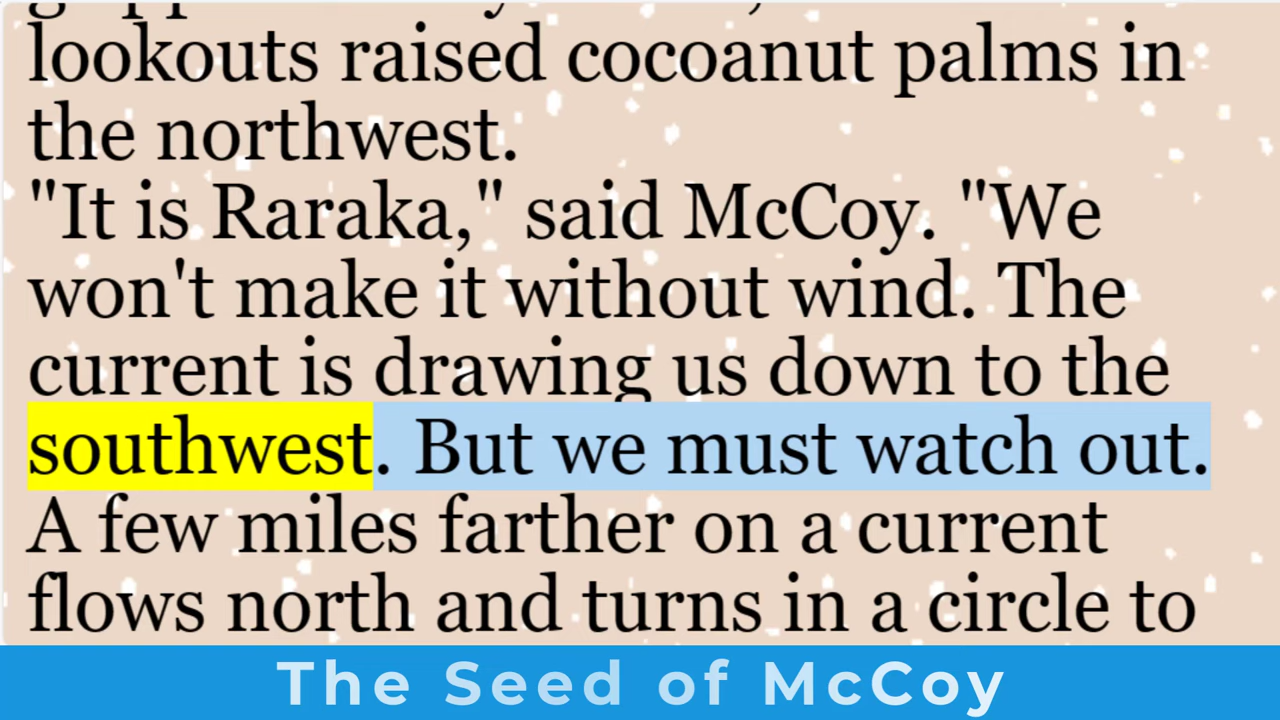 lookouts raised cocoanut palms in
the northwest.
"It is Raraka," said McCoy. "We
won't make it without wind. The
current is drawing us down to the
southwest. But we must watch out.
A few miles farther on a current
flows north and turns in a circle to
The Seed of McCoy